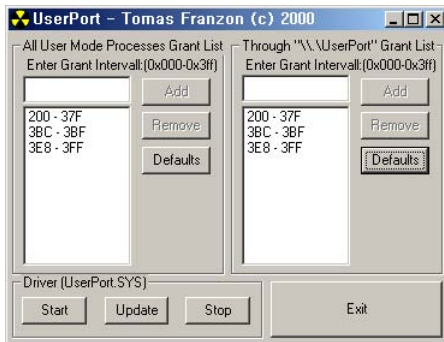 UserPort - Tomas Franzon (c) 2000
All User Mode Processes Grant List
Enter Grant Intervall:(0x000-0x3ff)
Add
200 - 37F
3BC - 3BF
3E8 - 3FF
Remove
Defaults
Through "\\.\UserPort" Grant List
Enter Grant Intervall:(0x000-0x3ff)
Add
200 - 37F
3BC - 3BF
3E8 - 3FF
Remove
Defaults
Driver (UserPort.SYS)
Start
Update
Stop
Exit